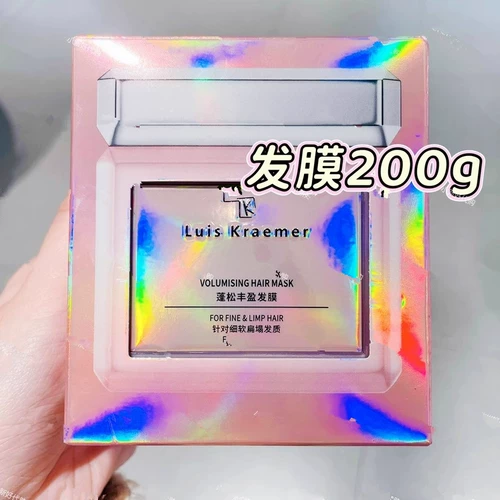 发膜200g
Luis Kraemer
VOLUMISING HAIR MASK
蓬松丰盈发膜
FOR FINE & LIMP HAIR
针对细软扁塌发质